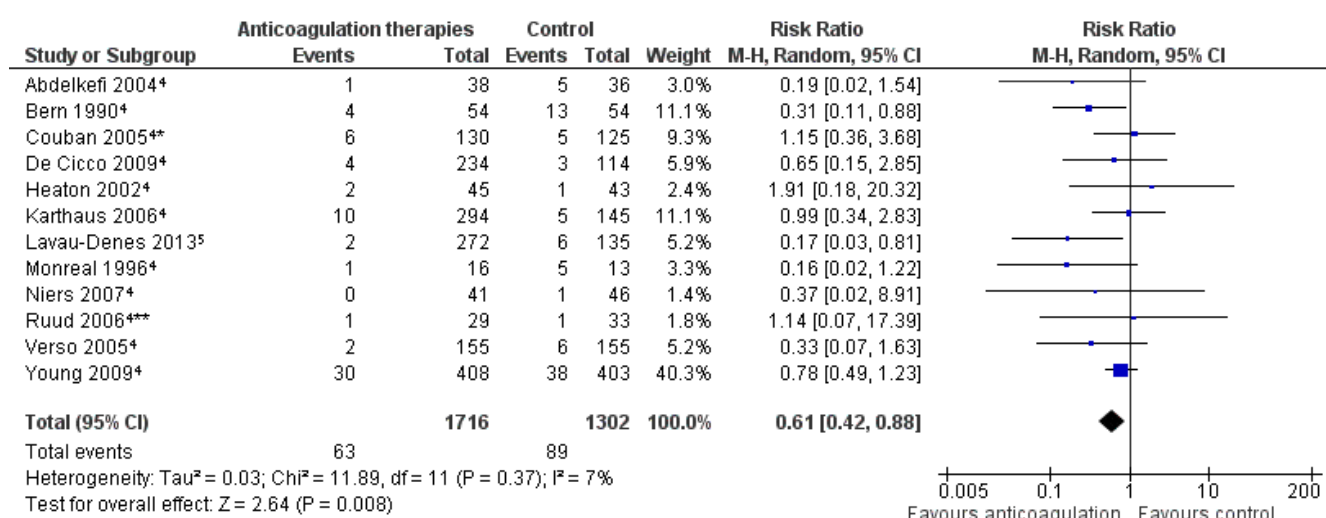 Anticoagulation therapies Control Risk Ratio Risk Ratio
Study or Subgroup Events Total Events Total Weight M-H, Random, 95% CI M-H, Random, 95% CI
Abdelkefi 2004⁴ 1 38 5 36 3.0% 0.19 [0.02, 1.54]
Bern 1990⁴ 4 54 13 54 11.1% 0.31 [0.11, 0.88]
Couban 2005⁴* 6 130 5 125 9.3% 1.15 [0.36, 3.68]
De Cicco 2009⁴ 4 234 3 114 5.9% 0.65 [0.15, 2.85]
Heaton 2002⁴ 2 45 1 43 2.4% 1.91 [0.18, 20.32]
Karthaus 2006⁴ 10 294 5 145 11.1% 0.99 [0.34, 2.83]
Lavau-Denes 2013⁵ 2 272 6 135 5.2% 0.17 [0.03, 0.81]
Monreal 1996⁴ 1 16 5 13 3.3% 0.16 [0.02, 1.22]
Niers 2007⁴ 0 41 1 46 1.4% 0.37 [0.02, 8.91]
Ruud 2006⁴** 1 29 1 33 1.8% 1.14 [0.07, 17.39]
Verso 2005⁴ 2 155 6 155 5.2% 0.33 [0.07, 1.63]
Young 2009⁴ 30 408 38 403 40.3% 0.78 [0.49, 1.23]
Total (95% CI) 1716 1302 100.0% 0.61 [0.42, 0.88]
Total events 63 89
Heterogeneity: Tau² = 0.03; Chi² = 11.89, df = 11 (P = 0.37); I² = 7%
Test for overall effect: Z = 2.64 (P = 0.008)
0.005 0.1 1 10 200
Favours anticoagulation Favours control